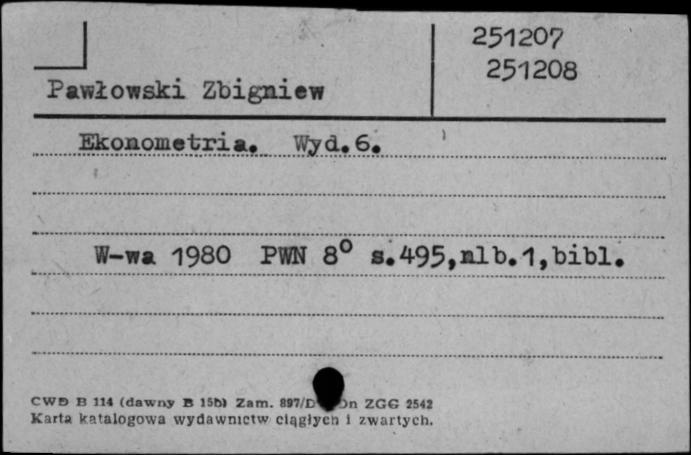 251207
251208
Pawłowski Zbigniew
Ekonometria. Wyd.6.
W-wa 1980 PWN 8° s.495,nlb.1,bibl.
CWD B 114 (dawny B 15b) Zam. 897/D ZGG 2542
Karta katalogowa wydawnictw ciągłych i zwartych.